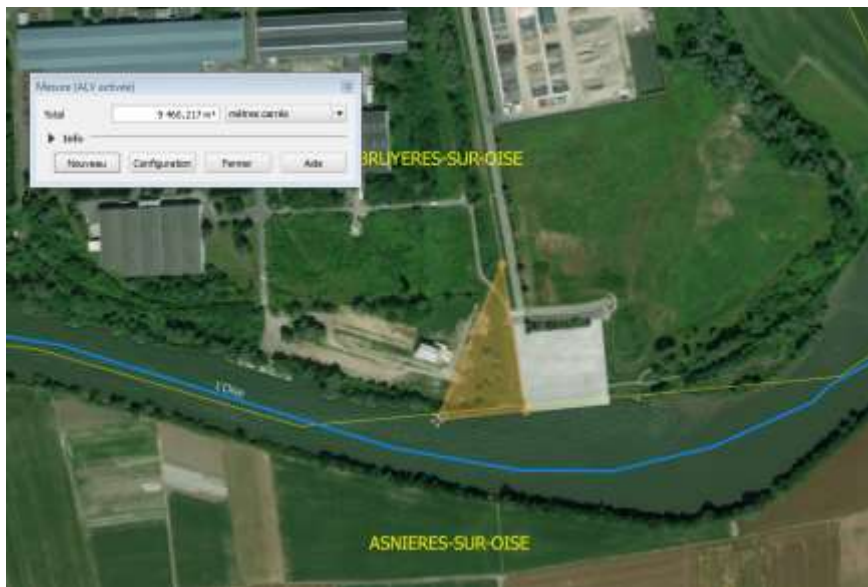 Mesure (ALV activée)
Total 9 466,217 m² mètres carrés
Info
Nouveau Configuration Fermer Aide
BRUYERES-SUR-OISE
l'Oise
ASNIERES-SUR-OISE